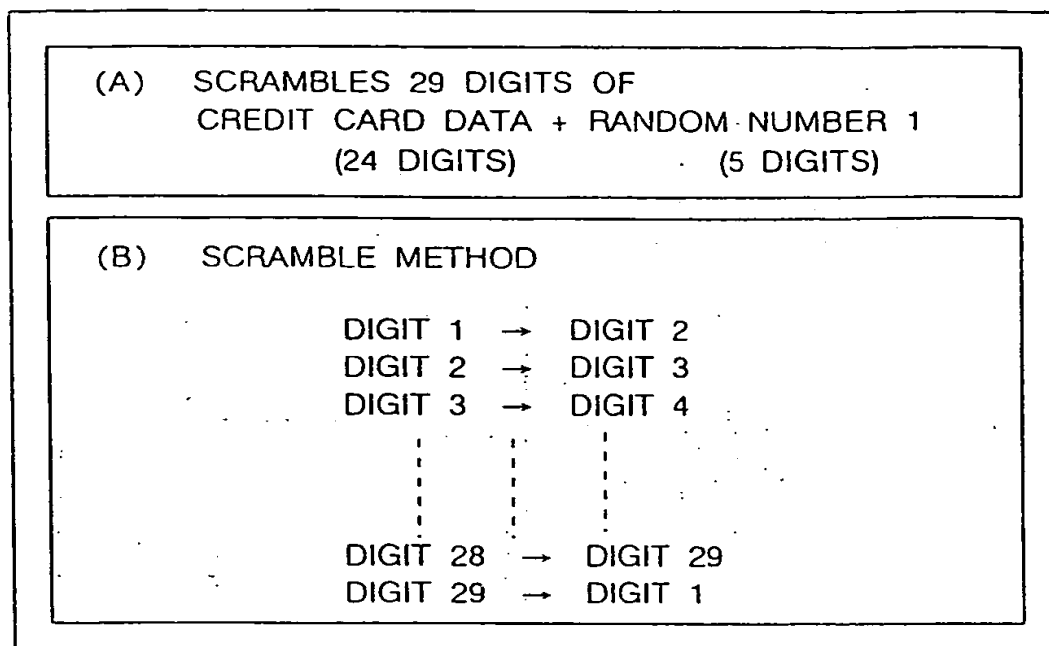 (A) SCRAMBLES 29 DIGITS OF
CREDIT CARD DATA + RANDOM NUMBER 1
(24 DIGITS) (5 DIGITS)
(B) SCRAMBLE METHOD
DIGIT 1 → DIGIT 2
DIGIT 2 → DIGIT 3
DIGIT 3 → DIGIT 4
DIGIT 28 → DIGIT 29
DIGIT 29 → DIGIT 1